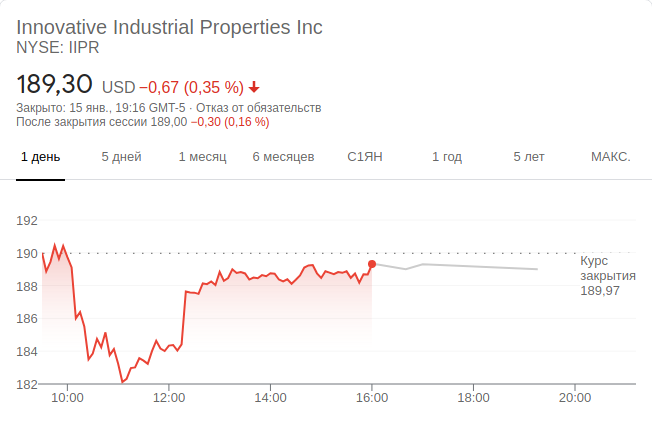 Innovative Industrial Properties Inc
NYSE: IIPR
189,30 USD −0,67 (0,35 %)
Закрыто: 15 янв., 19:16 GMT-5 · Отказ от обязательств
После закрытия сессии 189,00 −0,30 (0,16 %)
1 день 5 дней 1 месяц 6 месяцев С1ЯН 1 год 5 лет МАКС.
192
190
Курс
закрытия
189,97
188
186
184
182
10:00 12:00 14:00 16:00 18:00 20:00